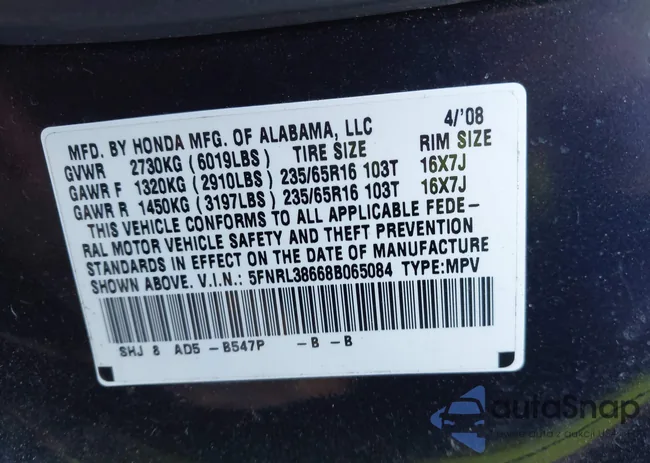 MFD. BY HONDA MFG. OF ALABAMA, LLC 4/'08
GVWR 2730KG (6019LBS) TIRE SIZE RIM SIZE
GAWR F 1320KG (2910LBS) 235/65R16 103T 16X7J
GAWR R 1450KG (3197LBS) 235/65R16 103T 16X7J
THIS VEHICLE CONFORMS TO ALL APPLICABLE FEDE-
RAL MOTOR VEHICLE SAFETY AND THEFT PREVENTION
STANDARDS IN EFFECT ON THE DATE OF MANUFACTURE
SHOWN ABOVE. V.I.N.: 5FNRL38668B065084 TYPE:MPV
SHJ 8 AD5 -B547P -B -B
autoSnap